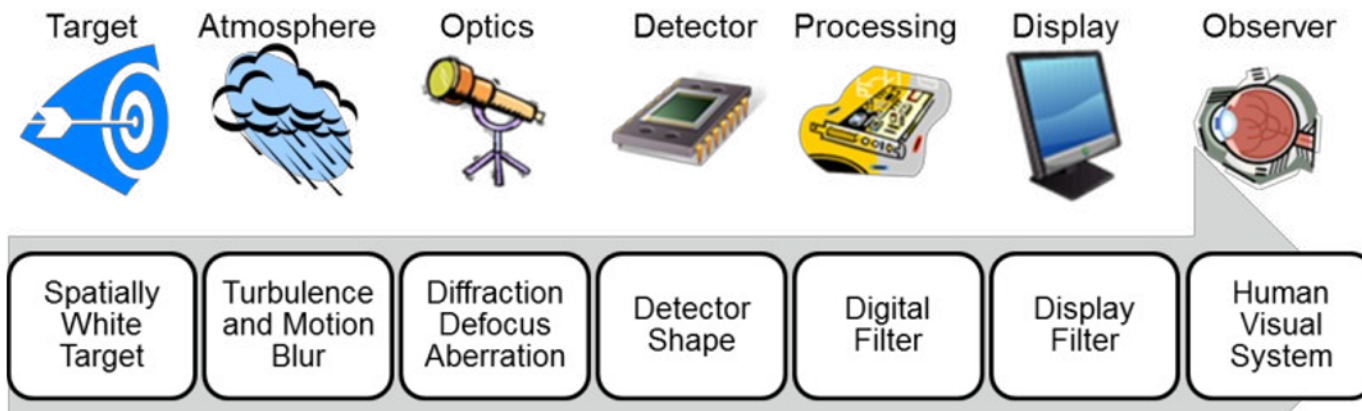 Target Atmosphere Optics Detector Processing Display Observer
Spatially
White
Target
Turbulence
and Motion
Blur
Diffraction
Defocus
Aberration
Detector
Shape
Digital
Filter
Display
Filter
Human
Visual
System